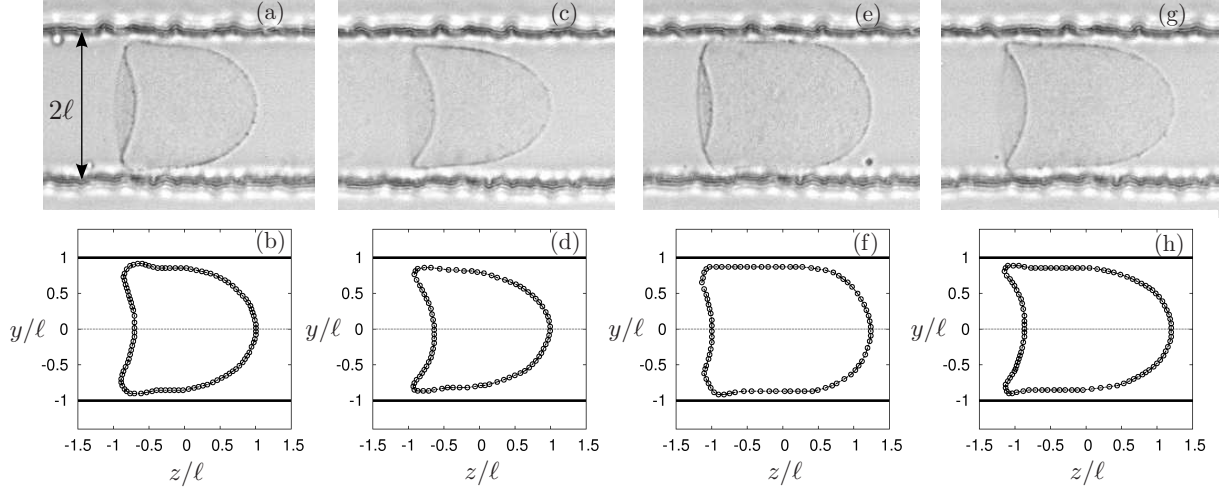 (a) (c) (e) (g)
2ℓ
(b) (d) (f) (h)
1 1 1 1
0.5 0.5 0.5 0.5
y/ℓ 0 y/ℓ 0 y/ℓ 0 y/ℓ 0
-0.5 -0.5 -0.5 -0.5
-1 -1 -1 -1
-1.5 -1 -0.5 0 0.5 1 1.5 -1.5 -1 -0.5 0 0.5 1 1.5 -1.5 -1 -0.5 0 0.5 1 1.5 -1.5 -1 -0.5 0 0.5 1 1.5
z/ℓ z/ℓ z/ℓ z/ℓ